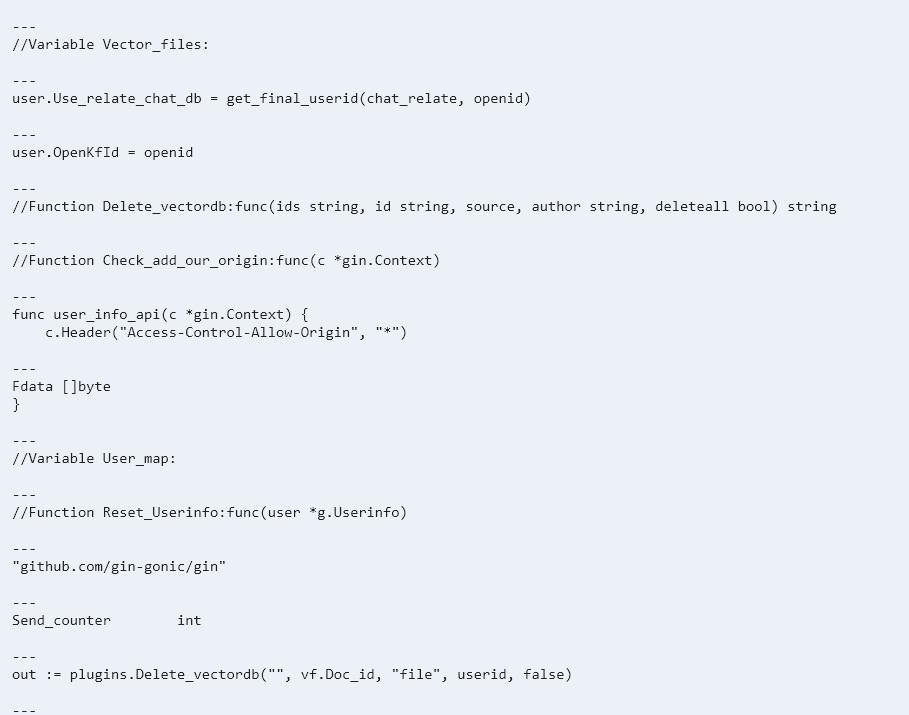 ---
//Variable Vector_files:
---
user.Use_relate_chat_db = get_final_userid(chat_relate, openid)
---
user.OpenKfId = openid
---
//Function Delete_vectordb:func(ids string, id string, source, author string, deleteall bool) string
---
//Function Check_add_our_origin:func(c *gin.Context)
---
func user_info_api(c *gin.Context) {
    c.Header("Access-Control-Allow-Origin", "*")
---
Fdata []byte
}
---
//Variable User_map:
---
//Function Reset_Userinfo:func(user *g.Userinfo)
---
"github.com/gin-gonic/gin"
---
Send_counter        int
---
out := plugins.Delete_vectordb("", vf.Doc_id, "file", userid, false)
---